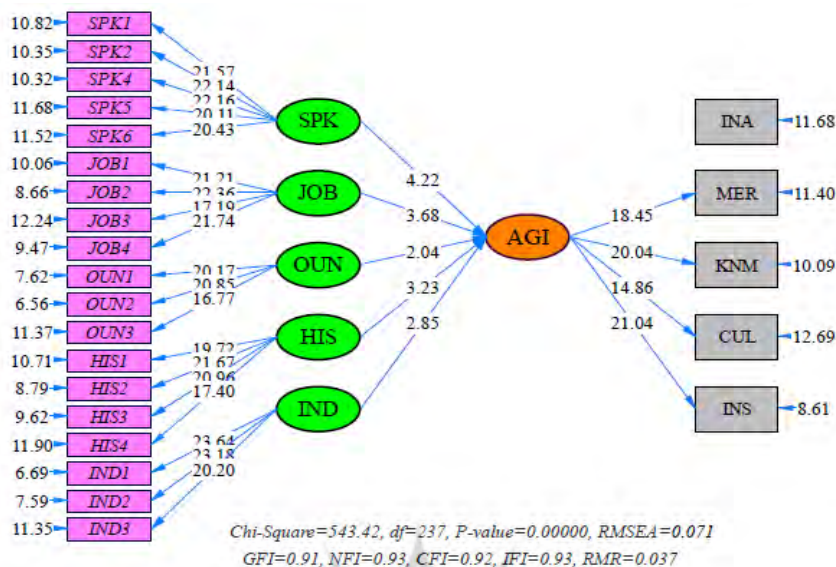 10.82 SPK1
10.35 SPK2
10.32 SPK4
11.68 SPK5
11.52 SPK6
10.06 JOB1
8.66 JOB2
12.24 JOB3
9.47 JOB4
7.62 OUN1
6.56 OUN2
11.37 OUN3
10.71 HIS1
8.79 HIS2
9.62 HIS3
11.90 HIS4
6.69 IND1
7.59 IND2
11.35 IND3
21.57
22.14
22.16
20.11
20.43
21.21
22.36
17.19
21.74
20.17
20.85
16.77
19.72
21.67
20.96
17.40
23.64
23.18
20.20
SPK
JOB
OUN
HIS
IND
4.22
3.68
2.04
3.23
2.85
AGI
18.45
20.04
14.86
21.04
INA 11.68
MER 11.40
KNM 10.09
CUL 12.69
INS 8.61
Chi-Square=543.42, df=237, P-value=0.00000, RMSEA=0.071
GFI=0.91, NFI=0.93, CFI=0.92, IFI=0.93, RMR=0.037